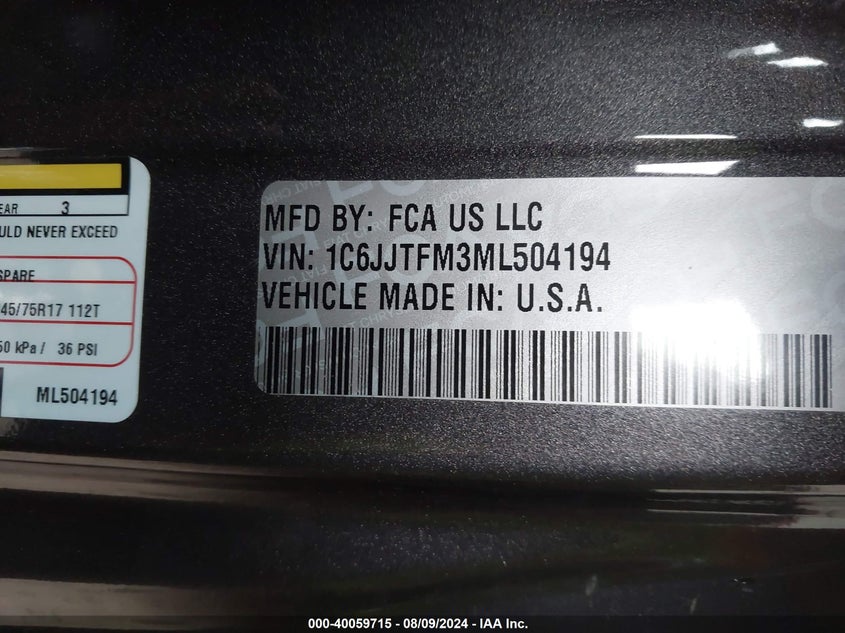 EAR 3
ULD NEVER EXCEED
SPARE
45/75R17 112T
50 kPa / 36 PSI
ML504194
MFD BY: FCA US LLC
VIN: 1C6JJTFM3ML504194
VEHICLE MADE IN: U.S.A.
000-40059715 - 08/09/2024 - IAA Inc.